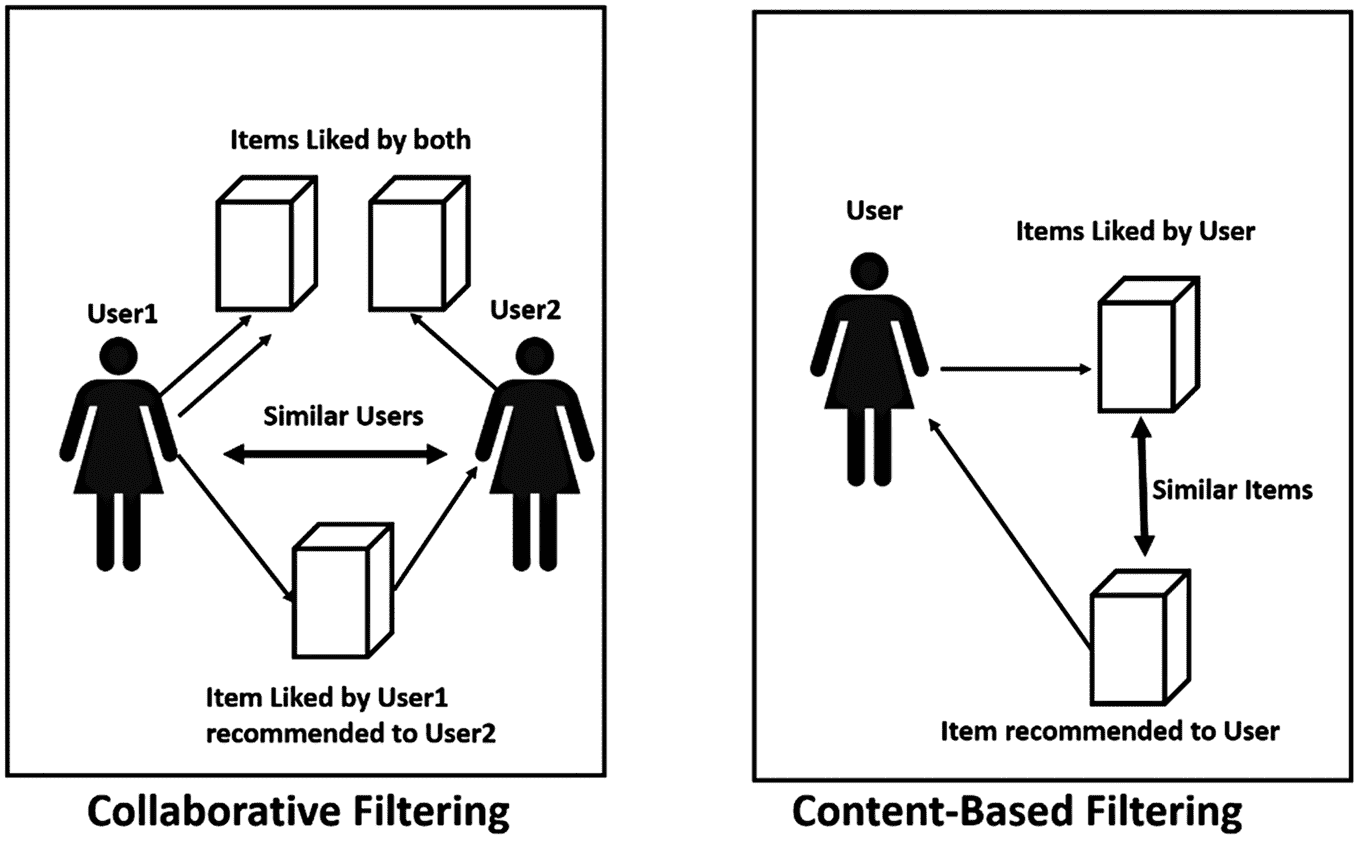 Items Liked by both
User1
User2
Similar Users
Item Liked by User1
recommended to User2
Collaborative Filtering
User
Items Liked by User
Similar Items
Item recommended to User
Content-Based Filtering